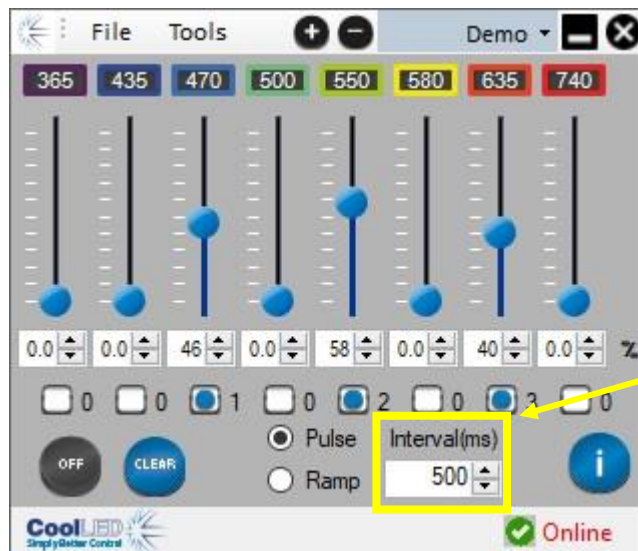 File Tools Demo
365 435 470 500 550 580 635 740
0.0 0.0 46 0.0 58 0.0 40 0.0 %
0 0 1 0 2 0 3 0
Pulse Interval(ms)
OFF CLEAR i
Ramp 500
CoolLED Online
Simply Better Control